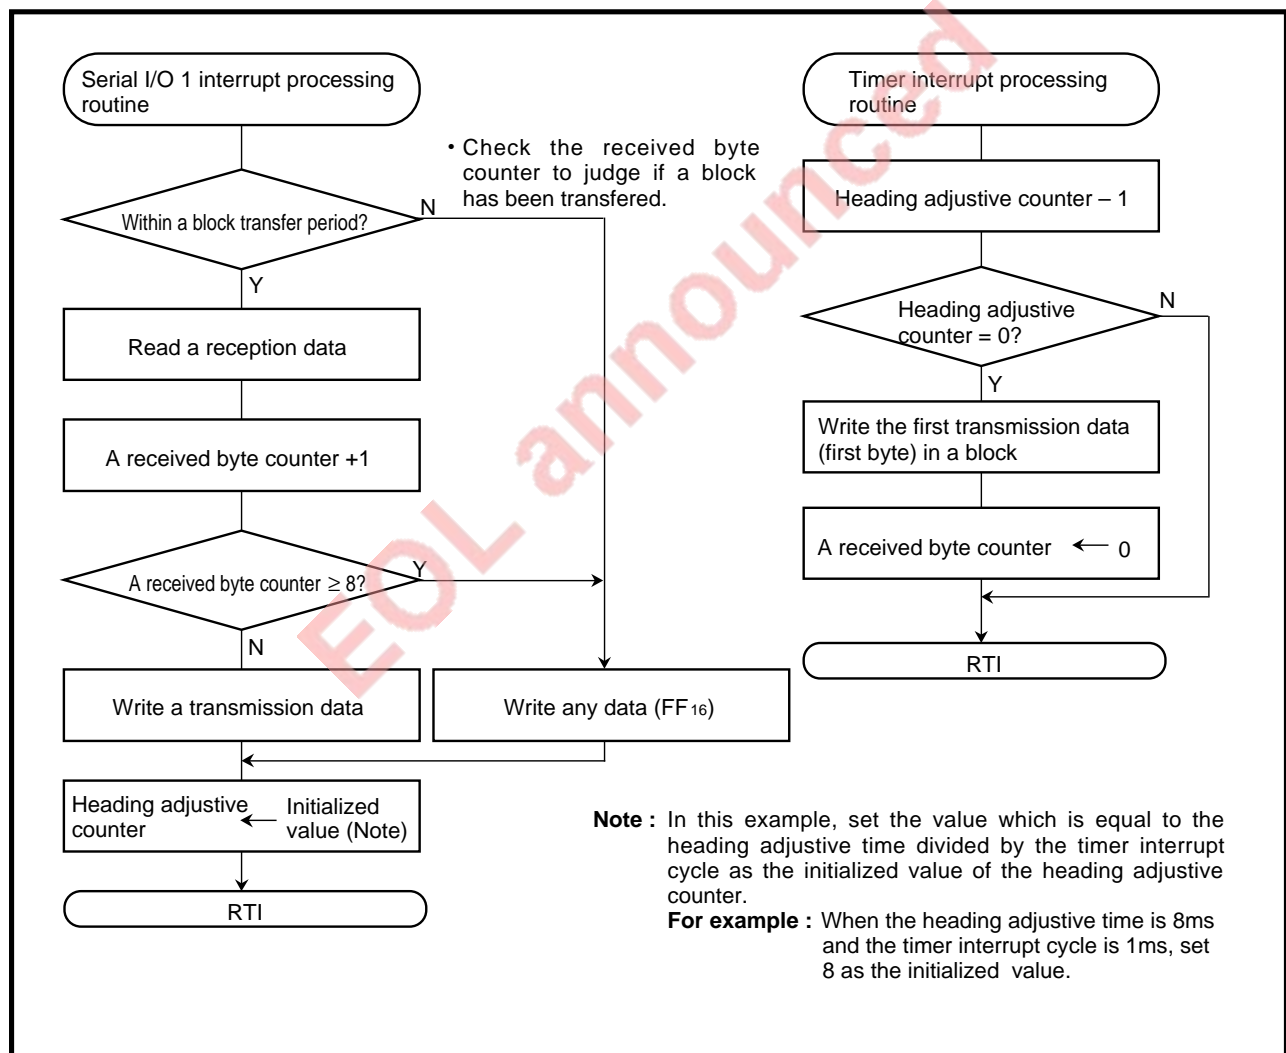 Serial I/O 1 interrupt processing
routine
Within a block transfer period?
N
Y
Read a reception data
A received byte counter +1
A received byte counter ≥ 8?
Y
N
Write a transmission data
Write any data (FF16)
Heading adjustive
counter
← Initialized
value (Note)
RTI
• Check the received byte
counter to judge if a block
has been transfered.
Timer interrupt processing
routine
Heading adjustive counter – 1
Heading adjustive
counter = 0?
N
Y
Write the first transmission data
(first byte) in a block
A received byte counter ← 0
RTI
Note : In this example, set the value which is equal to the
heading adjustive time divided by the timer interrupt
cycle as the initialized value of the heading adjustive
counter.
For example : When the heading adjustive time is 8ms
and the timer interrupt cycle is 1ms, set
8 as the initialized value.
EOL announced